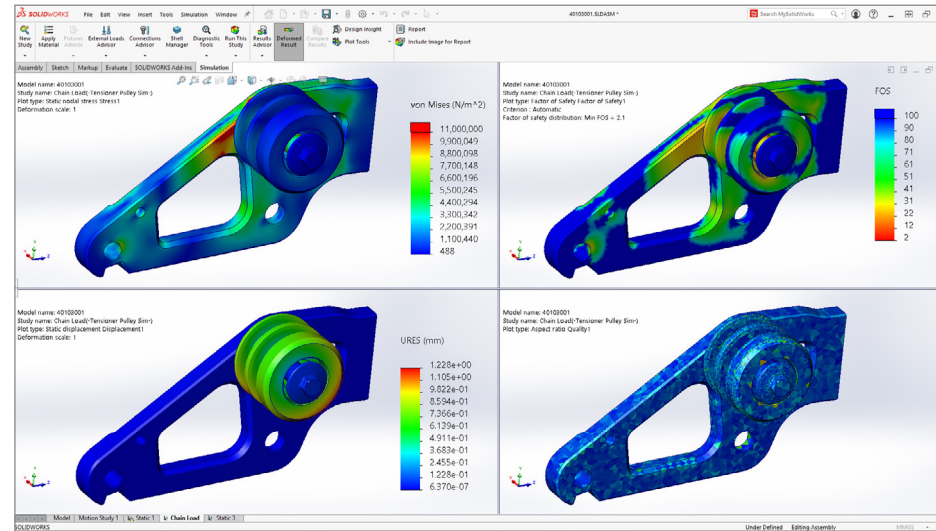 SOLIDWORKS File Edit View Insert Tools Simulation Window
40103001.SLDASM *
Search MySolidWorks
New Study
Apply Material
Fixtures Advisor
External Loads Advisor
Connections Advisor
Shell Manager
Diagnostic Tools
Run This Study
Results Advisor
Deformed Result
Compare Results
Design Insight
Plot Tools
Report
Include Image for Report
Assembly Sketch Markup Evaluate SOLIDWORKS Add-Ins Simulation
Model name: 40103001
Study name: Chain Load(-Tensioner Pulley Sim-)
Plot type: Static nodal stress Stress1
Deformation scale: 1
von Mises (N/m^2)
11,000,000
9,900,049
8,800,098
7,700,148
6,600,196
5,500,245
4,400,294
3,300,342
2,200,391
1,100,440
488
Model name: 40103001
Study name: Chain Load(-Tensioner Pulley Sim-)
Plot type: Factor of Safety Factor of Safety1
Criterion : Automatic
Factor of safety distribution: Min FOS = 2.1
FOS
100
90
80
71
61
51
41
31
22
12
2
Model name: 40103001
Study name: Chain Load(-Tensioner Pulley Sim-)
Plot type: Static displacement Displacement1
Deformation scale: 1
URES (mm)
1.228e+00
1.105e+00
9.822e-01
8.594e-01
7.366e-01
6.139e-01
4.911e-01
3.683e-01
2.455e-01
1.228e-01
6.370e-07
Model name: 40103001
Study name: Chain Load(-Tensioner Pulley Sim-)
Plot type: Aspect ratio Quality1
Model Motion Study 1 Static 1 Chain Load Static 3
SOLIDWORKS
Under Defined Editing Assembly MMGS